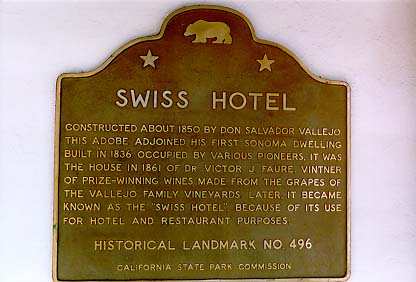 SWISS HOTEL
CONSTRUCTED ABOUT 1850 BY DON SALVADOR VALLEJO
THIS ADOBE ADJOINED HIS FIRST SONOMA DWELLING
BUILT IN 1836. OCCUPIED BY VARIOUS PIONEERS, IT WAS
THE HOUSE IN 1861 OF DR VICTOR J. FAURE, VINTNER
OF PRIZE-WINNING WINES MADE FROM THE GRAPES OF
THE VALLEJO FAMILY VINEYARDS. LATER, IT BECAME
KNOWN AS THE "SWISS HOTEL" BECAUSE OF ITS USE
FOR HOTEL AND RESTAURANT PURPOSES.
HISTORICAL LANDMARK NO. 496
CALIFORNIA STATE PARK COMMISSION